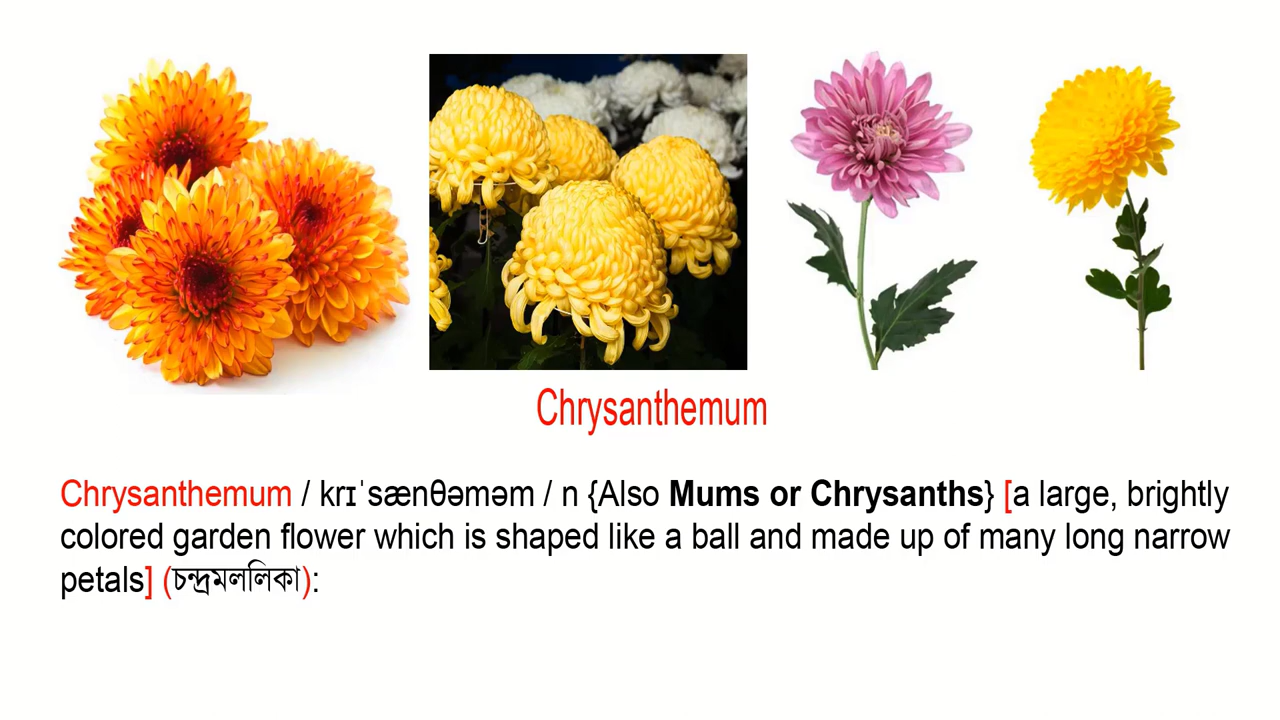 Chrysanthemum
Chrysanthemum / krɪˈsænθəməm / n {Also Mums or Chrysanths} [a large, brightly
colored garden flower which is shaped like a ball and made up of many long narrow
petals] (চন্দ্রমললিকা):